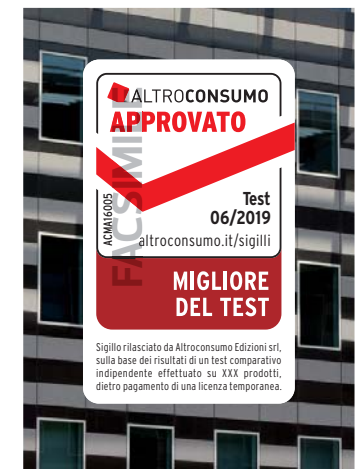 ALTROCONSUMO
APPROVATO
FACSIMILE
ACMA16005
Test
06/2019
altroconsumo.it/sigilli
MIGLIORE
DEL TEST
Sigillo rilasciato da Altroconsumo Edizioni srl,
sulla base dei risultati di un test comparativo
indipendente effettuato su XXX prodotti,
dietro pagamento di una licenza temporanea.